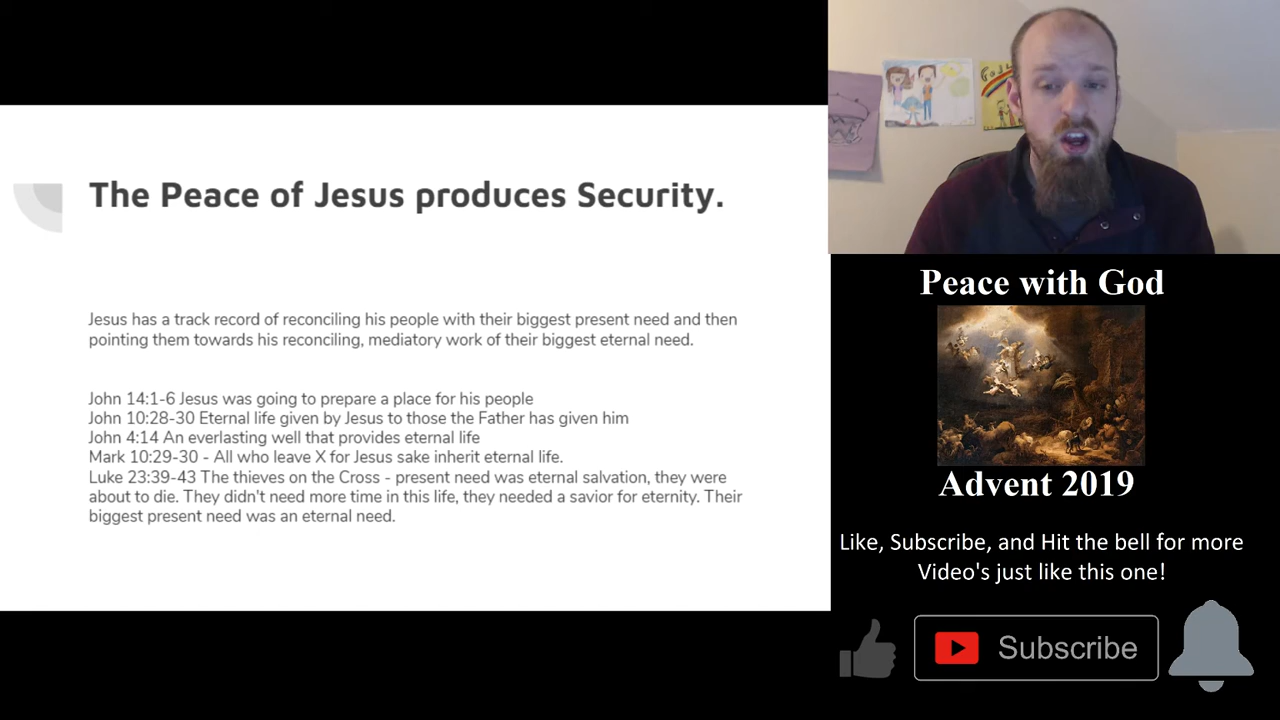 The Peace of Jesus produces Security.
Jesus has a track record of reconciling his people with their biggest present need and then
pointing them towards his reconciling, mediatory work of their biggest eternal need.
John 14:1-6 Jesus was going to prepare a place for his people
John 10:28-30 Eternal life given by Jesus to those the Father has given him
John 4:14 An everlasting well that provides eternal life
Mark 10:29-30 - All who leave X for Jesus sake inherit eternal life.
Luke 23:39-43 The thieves on the Cross - present need was eternal salvation, they were
about to die. They didn't need more time in this life, they needed a savior for eternity. Their
biggest present need was an eternal need.
Peace with God
Advent 2019
Like, Subscribe, and Hit the bell for more
Video's just like this one!
Subscribe